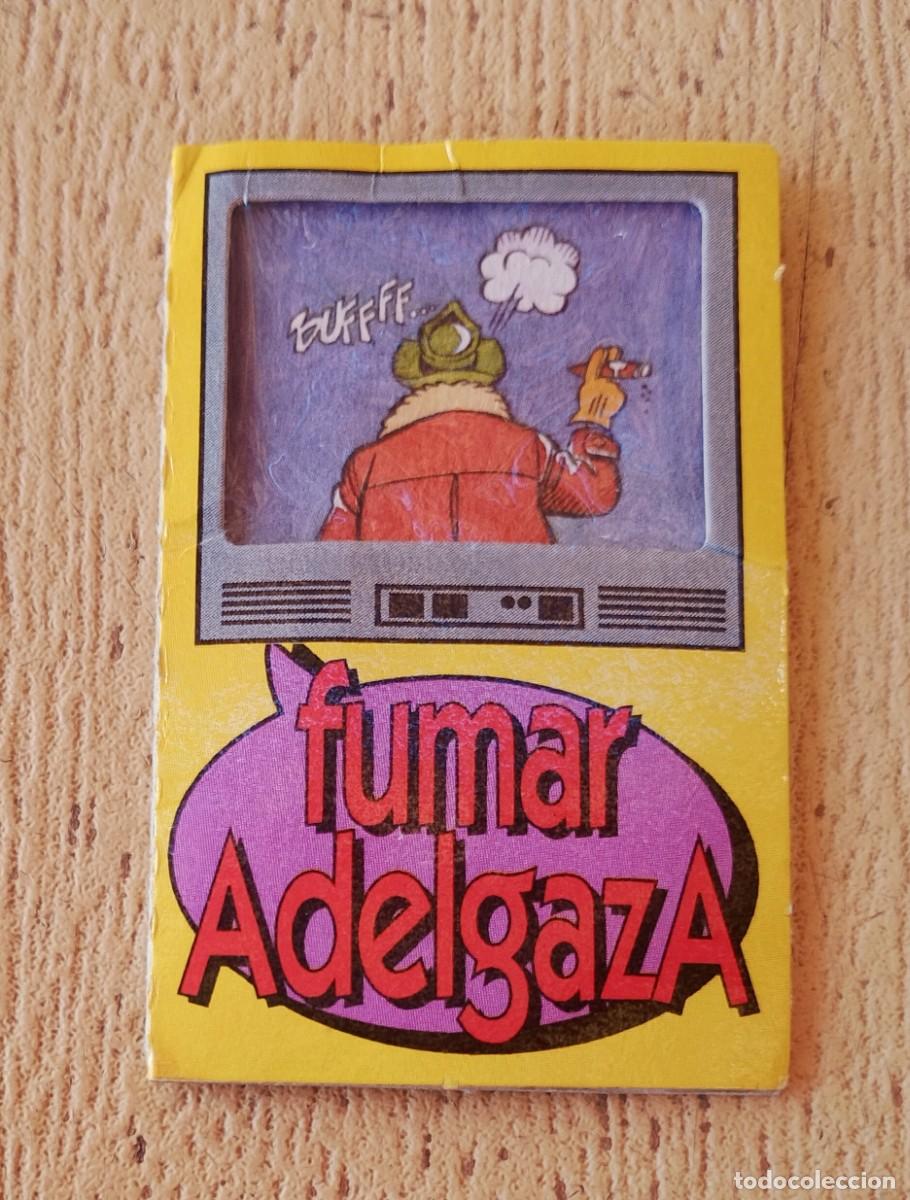 BUFFFF...
fumar
AdelgazA
todocoleccion